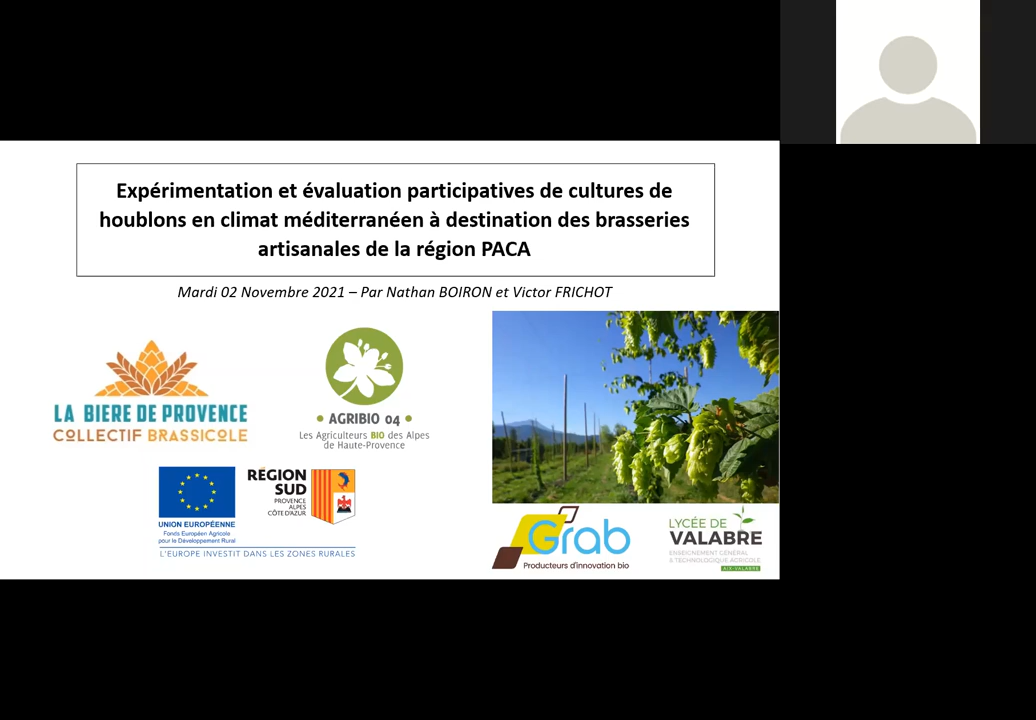 Expérimentation et évaluation participatives de cultures de
houblons en climat méditerranéen à destination des brasseries
artisanales de la région PACA
Mardi 02 Novembre 2021 – Par Nathan BOIRON et Victor FRICHOT
LA BIERE DE PROVENCE
COLLECTIF BRASSICOLE
• AGRIBIO 04 •
Les Agriculteurs BIO des Alpes
de Haute-Provence
UNION EUROPÉENNE
Fonds Européen Agricole
pour le Développement Rural
RÉGION
SUD
PROVENCE
ALPES
CÔTE D'AZUR
L'EUROPE INVESTIT DANS LES ZONES RURALES
Grab
Producteurs d'innovation bio
LYCÉE DE
VALABRE
ENSEIGNEMENT GÉNÉRAL
& TECHNOLOGIQUE AGRICOLE
AIX-VALABRE